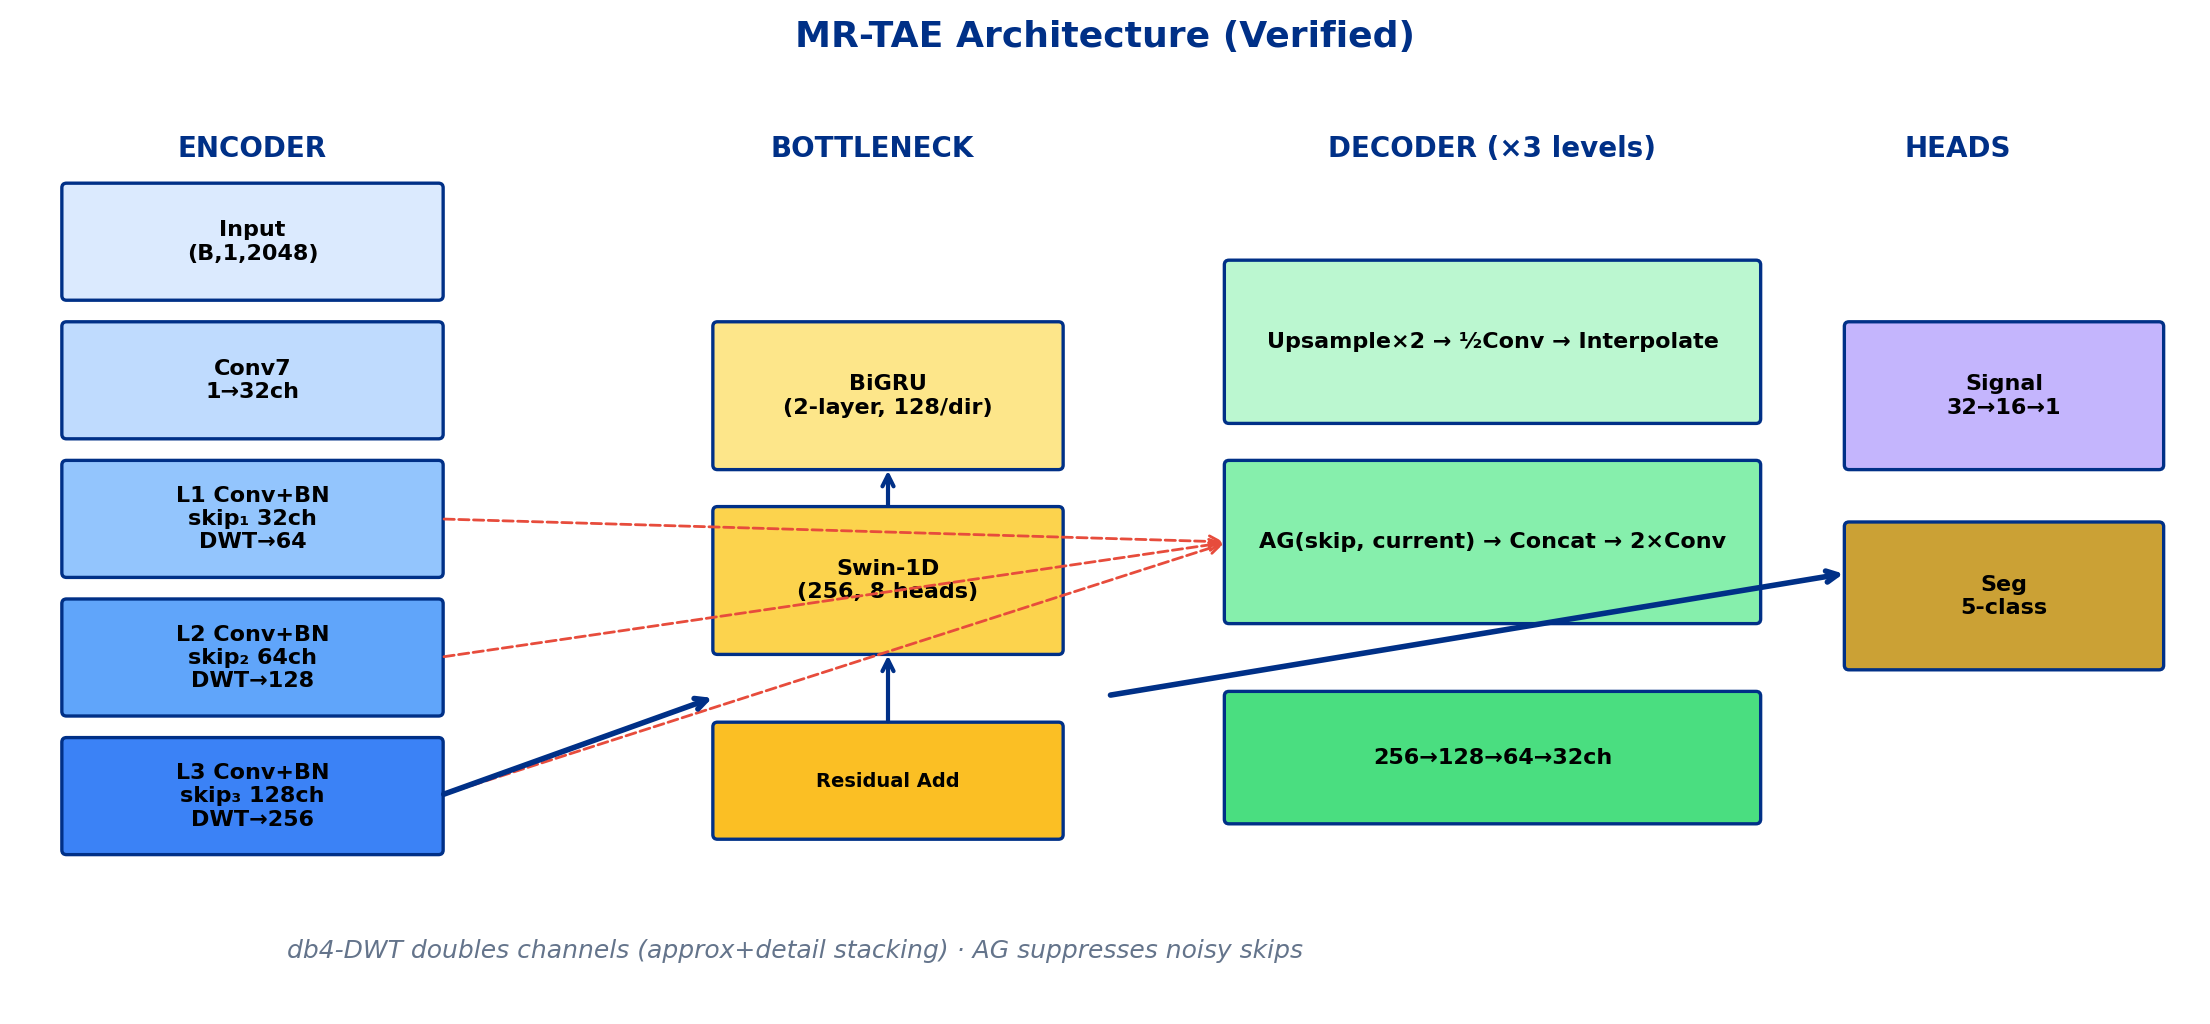 MR-TAE Architecture (Verified)
ENCODER
Input
(B,1,2048)
Conv7
1→32ch
L1 Conv+BN
skip₁ 32ch
DWT→64
L2 Conv+BN
skip₂ 64ch
DWT→128
L3 Conv+BN
skip₃ 128ch
DWT→256
BOTTLENECK
BiGRU
(2-layer, 128/dir)
Swin-1D
(256, 8 heads)
Residual Add
DECODER (×3 levels)
Upsample×2 → ½Conv → Interpolate
AG(skip, current) → Concat → 2×Conv
256→128→64→32ch
HEADS
Signal
32→16→1
Seg
5-class
db4-DWT doubles channels (approx+detail stacking) · AG suppresses noisy skips